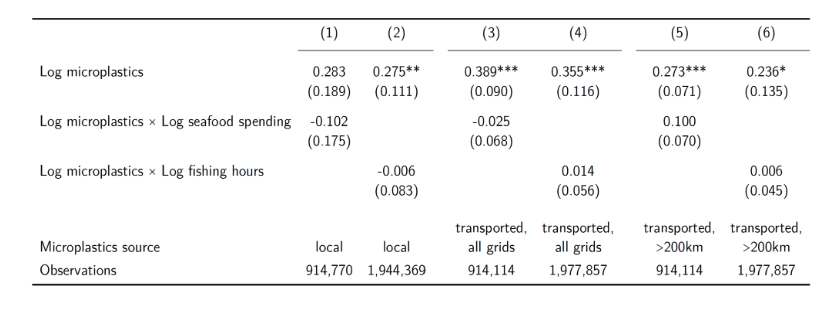 (1) (2) (3) (4) (5) (6)
Log microplastics 0.283 0.275** 0.389*** 0.355*** 0.273*** 0.236*
(0.189) (0.111) (0.090) (0.116) (0.071) (0.135)
Log microplastics × Log seafood spending -0.102 -0.025 0.100
(0.175) (0.068) (0.070)
Log microplastics × Log fishing hours -0.006 0.014 0.006
(0.083) (0.056) (0.045)
transported, transported, transported, transported,
Microplastics source local local all grids all grids >200km >200km
Observations 914,770 1,944,369 914,114 1,977,857 914,114 1,977,857